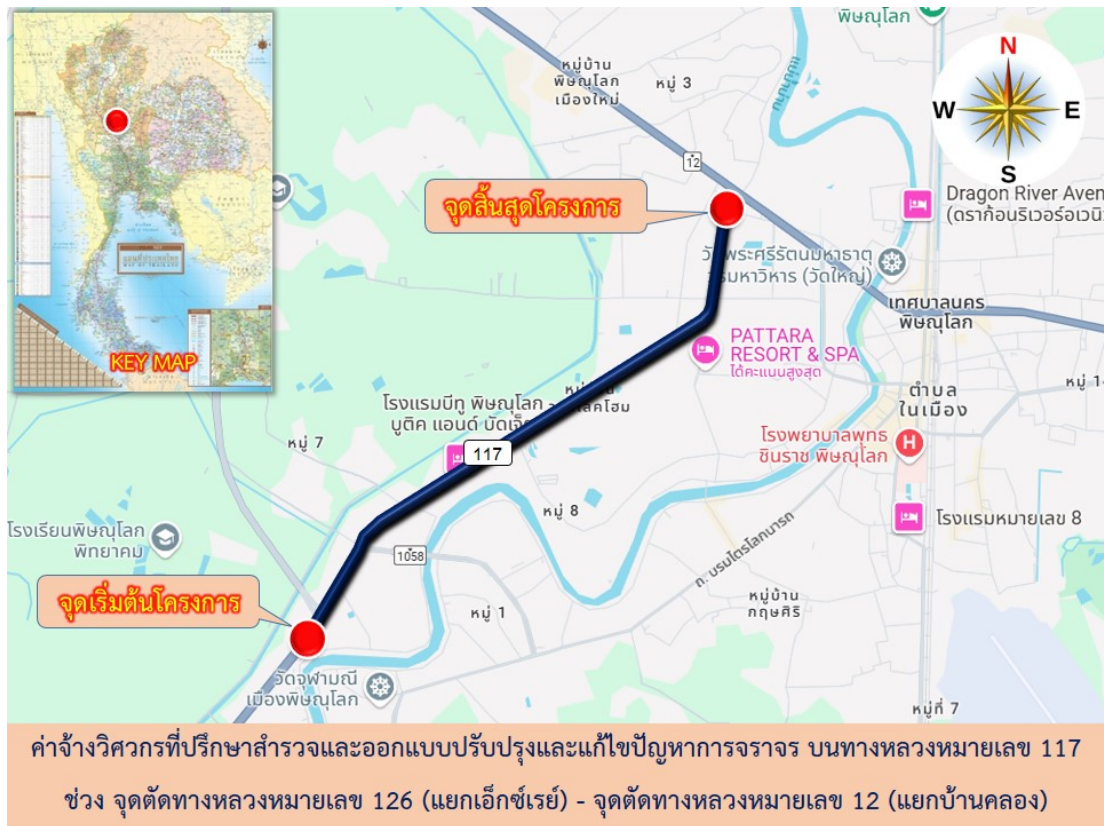 พิษณุโลก
หมู่บ้าน
พิษณุโลก
เมืองใหม่
หมู่ 3
แม่น้ำน่าน
N
W
E
S
12
จุดสิ้นสุดโครงการ
Dragon River Aven
(ดราก้อนริเวอร์อเวนิ
พระศรีรัตนมหาธาตุ
มหาวิหาร (วัดใหญ่)
เทศบาลนคร
พิษณุโลก
KEY MAP
PATTARA
RESORT & SPA
ได้คะแนนสูงสุด
หมู่ 14
ตำบล
ในเมือง
โรงแรมบีทู พิษณุโลก
บูติค แอนด์ บัดเจ็ต
หมู่ 7
117
โรงพยาบาลพุทธ
ชินราช พิษณุโลก
H
หมู่ 8
โรงแรมหมายเลข 8
โรงเรียนพิษณุโลก
พิทยาคม
1058
ถ. บรมไตรโลกนารถ
จุดเริ่มต้นโครงการ
หมู่ 1
หมู่บ้าน
กฤษศิริ
วัดจุฬามณี
เมืองพิษณุโลก
หมู่ที่ 7
ค่าจ้างวิศวกรที่ปรึกษาสำรวจและออกแบบปรับปรุงและแก้ไขปัญหาการจราจร บนทางหลวงหมายเลข 117
ช่วง จุดตัดทางหลวงหมายเลข 126 (แยกเอ็กซ์เรย์) - จุดตัดทางหลวงหมายเลข 12 (แยกบ้านคลอง)